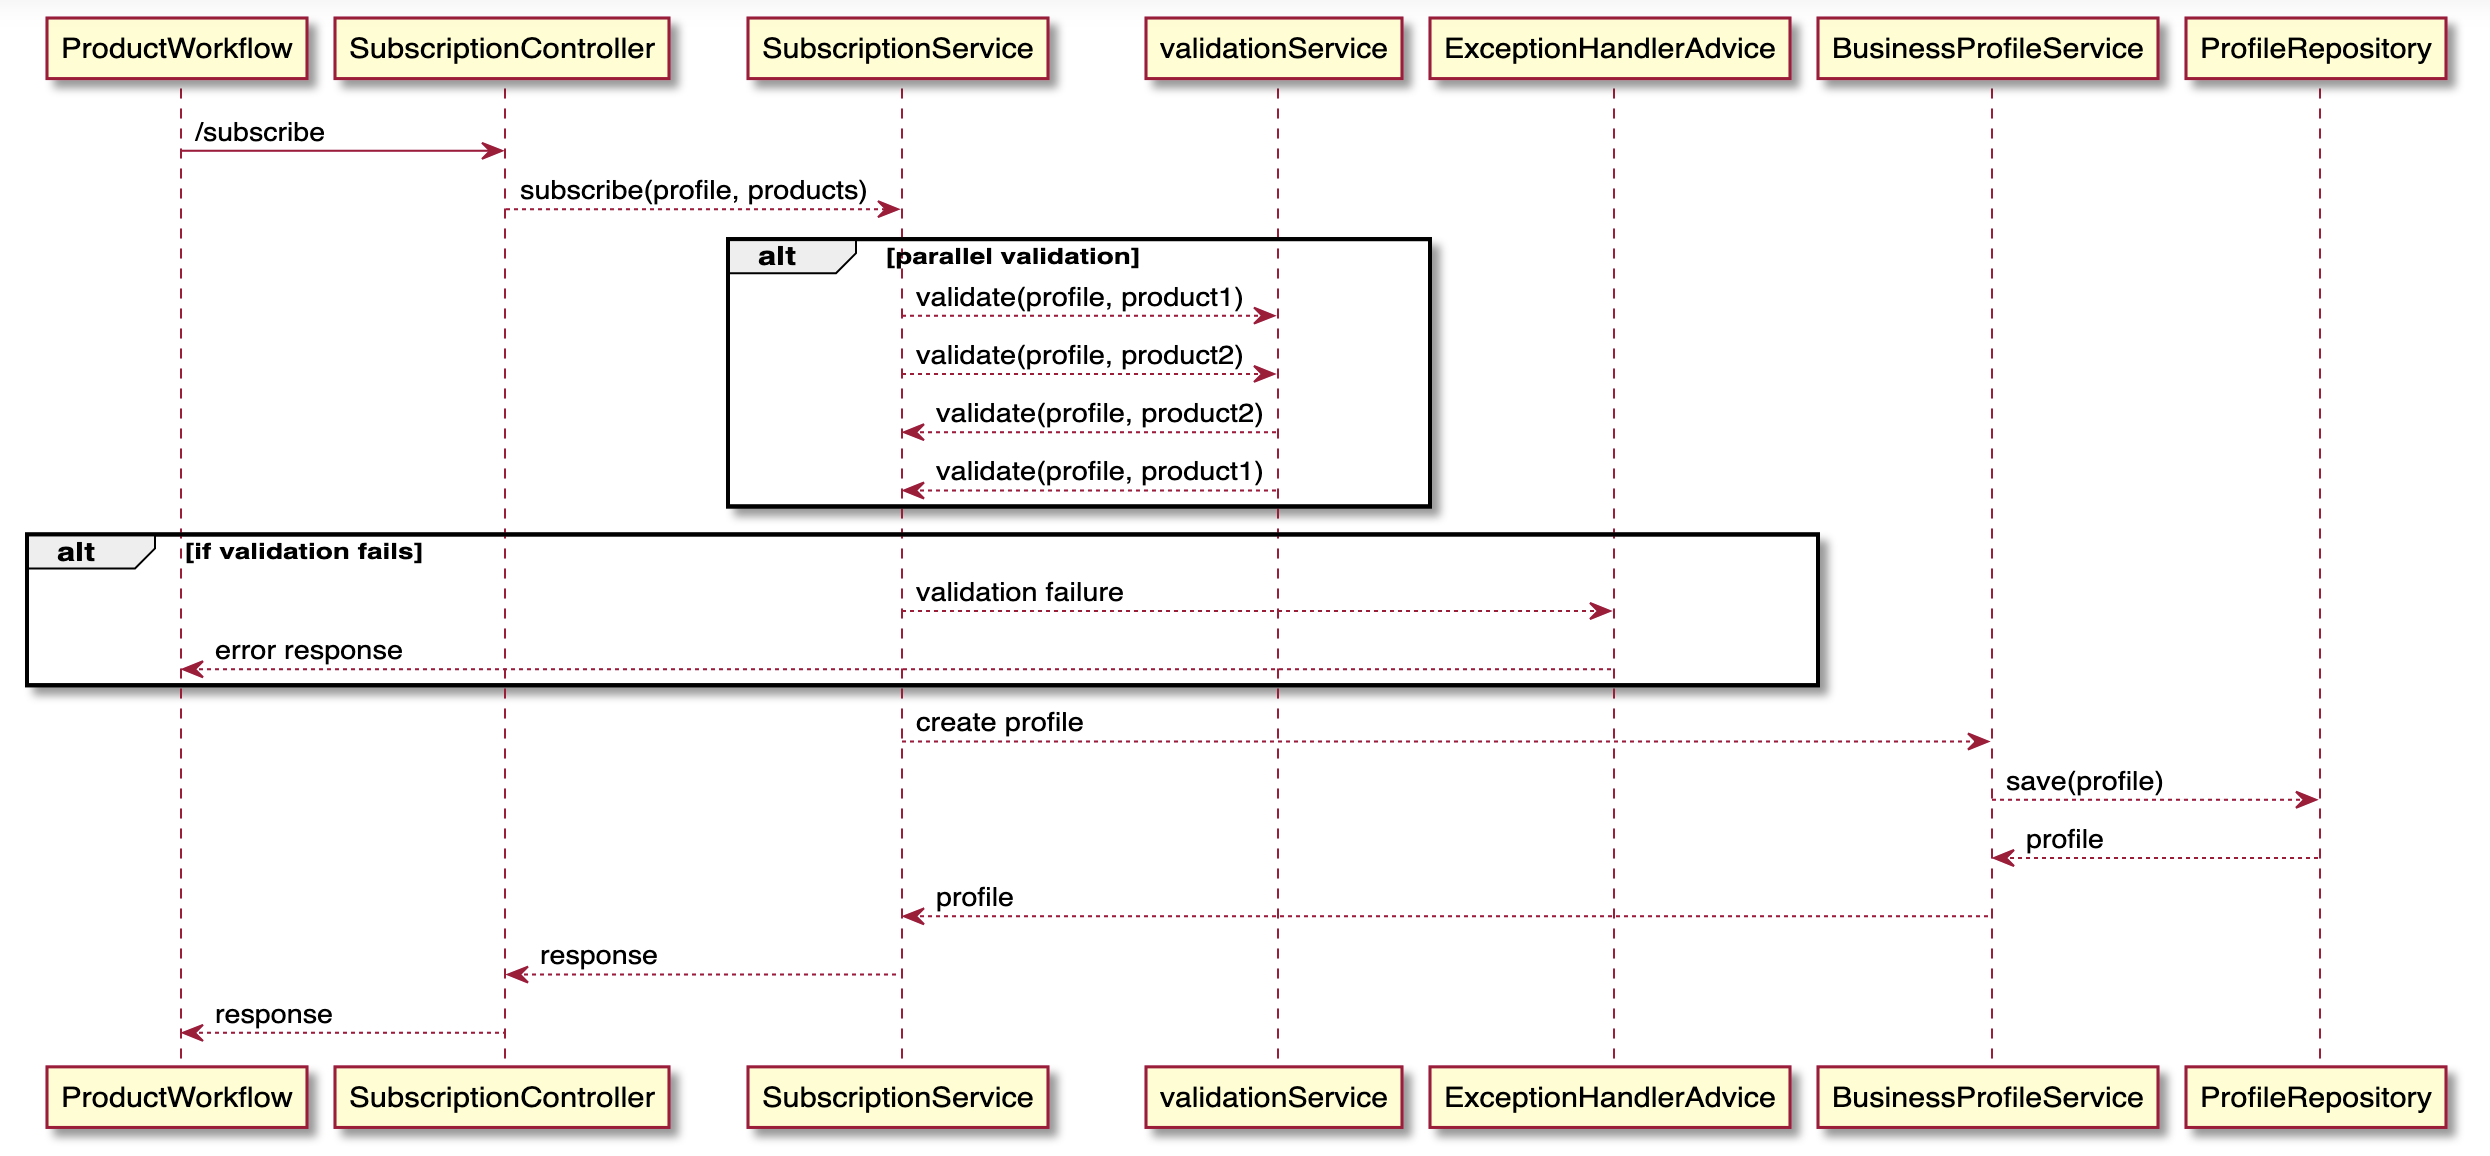 ProductWorkflow
SubscriptionController
SubscriptionService
validationService
ExceptionHandlerAdvice
BusinessProfileService
ProfileRepository
/subscribe
subscribe(profile, products)
alt
[parallel validation]
validate(profile, product1)
validate(profile, product2)
validate(profile, product2)
validate(profile, product1)
alt
[if validation fails]
validation failure
error response
create profile
save(profile)
profile
profile
response
response
ProductWorkflow
SubscriptionController
SubscriptionService
validationService
ExceptionHandlerAdvice
BusinessProfileService
ProfileRepository